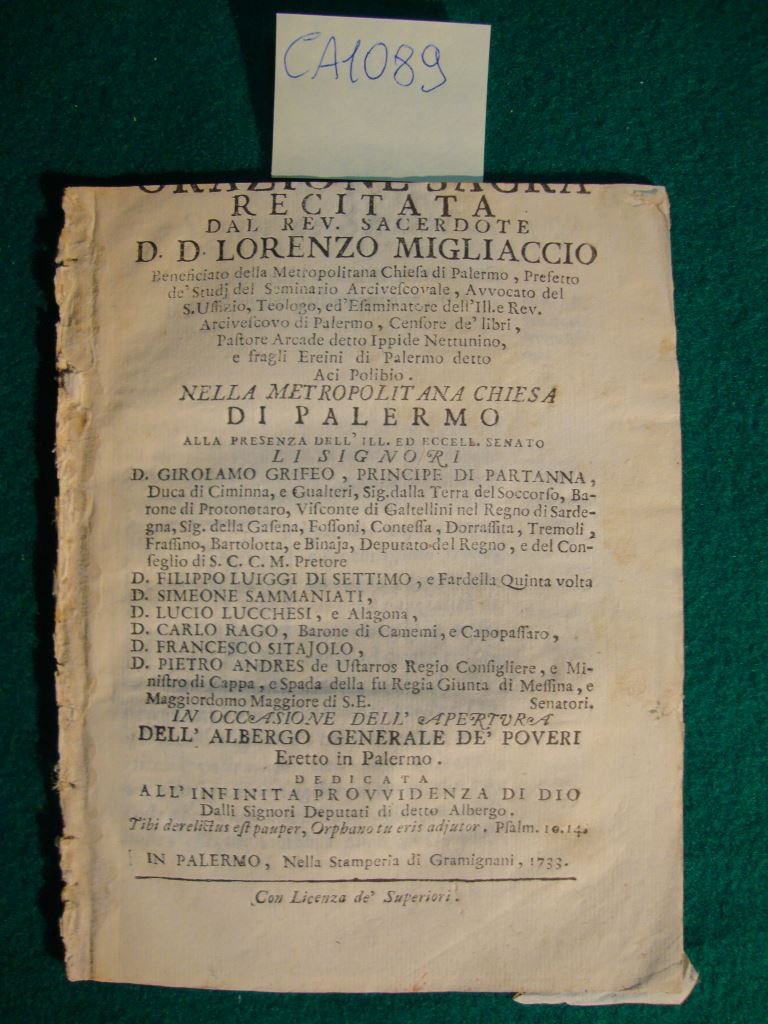 CA1089
ORAZIONE SACRA
RECITATA
DAL REV. SACERDOTE
D. D. LORENZO MIGLIACCIO
Beneficiato della Metropolitana Chieſa di Palermo, Prefetto
de' Studj del Seminario Arciveſcovale, Avvocato del
S. Uffizio, Teologo, ed' Eſaminatore dell'Ill. e Rev.
Arciveſcovo di Palermo, Cenſore de' libri,
Paſtore Arcade detto Ippide Nettunino,
e fragli Ereini di Palermo detto
Aci Polibio.
NELLA METROPOLITANA CHIESA
DI PALERMO
ALLA PRESENZA DELL' ILL. ED ECCELL. SENATO
LI SIGNORI
D. GIROLAMO GRIFEO, PRINCIPE DI PARTANNA,
Duca di Ciminna, e Gualteri, Sig. dalla Terra del Soccorſo, Ba-
rone di Protonotaro, Viſconte di Galtellini nel Regno di Sarde-
gna, Sig. della Gaſena, Foſſoni, Conteſſa, Dorraſſita, Tremoli,
Fraſſino, Bartolotta, e Binaja, Deputato del Regno, e del Con-
ſeglio di S. C. C. M. Pretore
D. FILIPPO LUIGGI DI SETTIMO, e Fardella Quinta volta
D. SIMEONE SAMMANIATI,
D. LUCIO LUCCHESI, e Alagona,
D. CARLO RAGO, Barone di Camemi, e Capopaſſaro,
D. FRANCESCO SITAJOLO,
D. PIETRO ANDRES de Uſtarros Regio Conſigliere, e Mi-
niſtro di Cappa, e Spada della fu Regia Giunta di Meſſina, e
Maggiordomo Maggiore di S.E. Senatori.
IN OCCASIONE DELL' APERTURA
DELL' ALBERGO GENERALE DE' POVERI
Eretto in Palermo.
DEDICATA
ALL' INFINITA PROVVIDENZA DI DIO
Dalli Signori Deputati di detto Albergo.
Tibi derelictus eſt pauper, Orphano tu eris adjutor. Pſalm. 10.14.
IN PALERMO, Nella Stamperia di Gramignani, 1733.
Con Licenza de' Superiori.